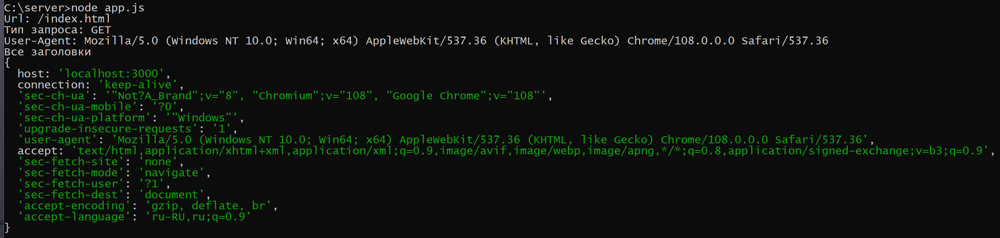 C:\server>node app.js
Url: /index.html
Тип запроса: GET
User-Agent: Mozilla/5.0 (Windows NT 10.0; Win64; x64) AppleWebKit/537.36 (KHTML, like Gecko) Chrome/108.0.0.0 Safari/537.36
Все заголовки
{
  host: 'localhost:3000',
  connection: 'keep-alive',
  'sec-ch-ua': '"Not?A_Brand";v="8", "Chromium";v="108", "Google Chrome";v="108"',
  'sec-ch-ua-mobile': '?0',
  'sec-ch-ua-platform': '"Windows"',
  'upgrade-insecure-requests': '1',
  'user-agent': 'Mozilla/5.0 (Windows NT 10.0; Win64; x64) AppleWebKit/537.36 (KHTML, like Gecko) Chrome/108.0.0.0 Safari/537.36',
  accept: 'text/html,application/xhtml+xml,application/xml;q=0.9,image/avif,image/webp,image/apng,*/*;q=0.8,application/signed-exchange;v=b3;q=0.9',
  'sec-fetch-site': 'none',
  'sec-fetch-mode': 'navigate',
  'sec-fetch-user': '?1',
  'sec-fetch-dest': 'document',
  'accept-encoding': 'gzip, deflate, br',
  'accept-language': 'ru-RU,ru;q=0.9'
}